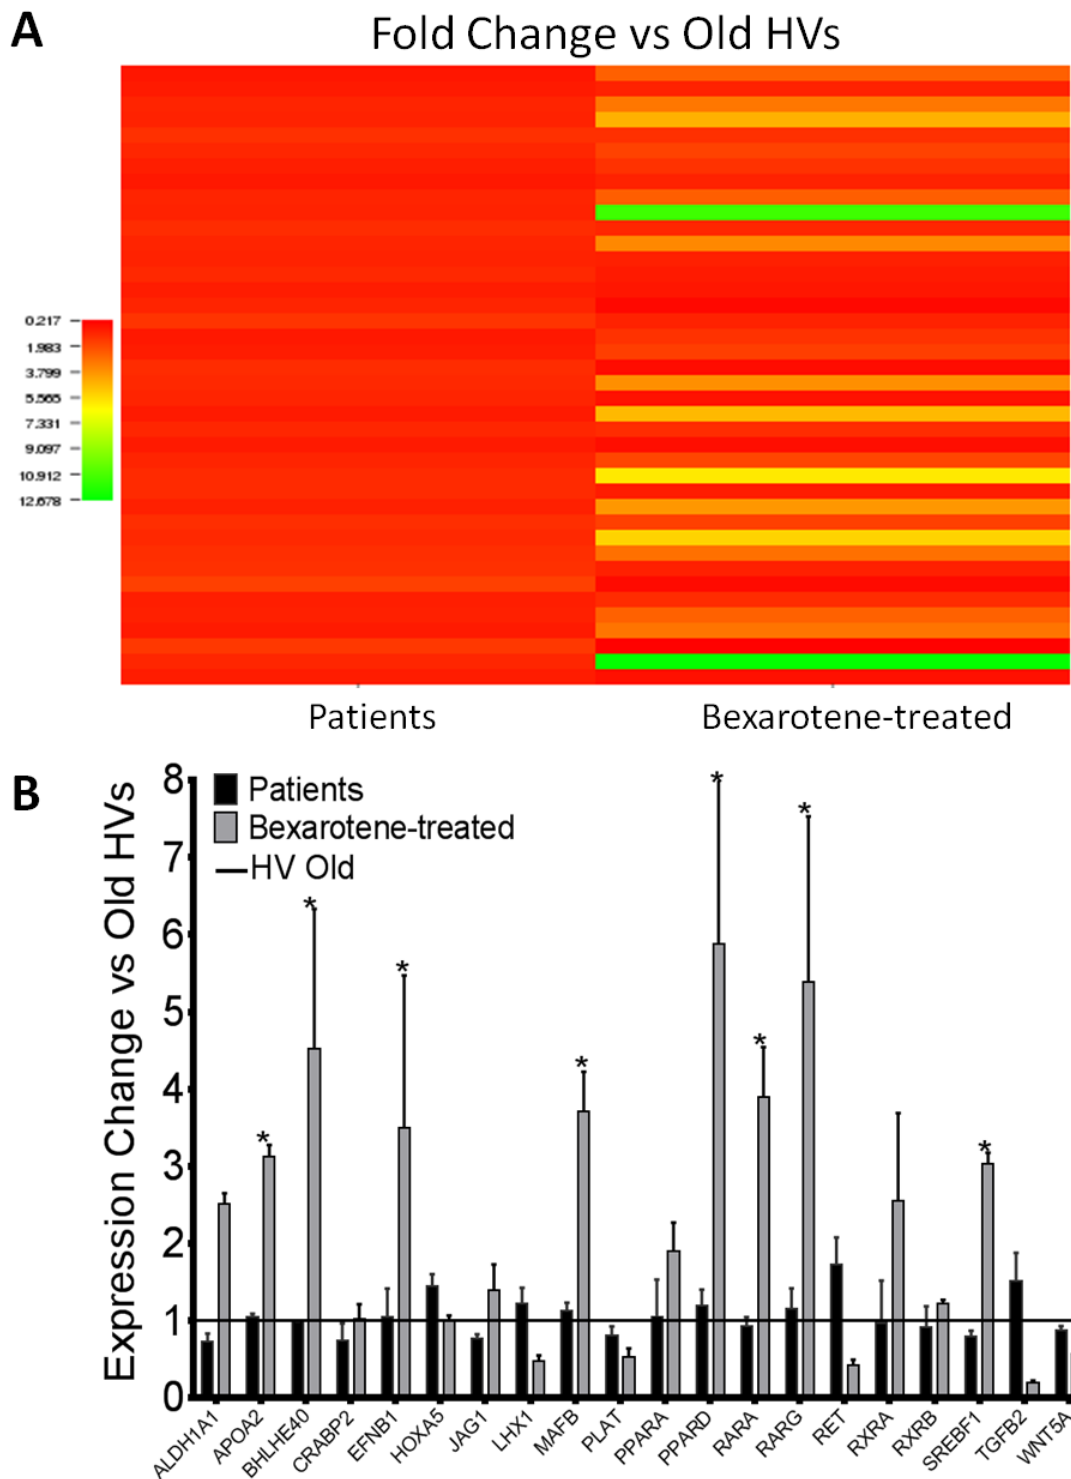 A
Fold Change vs Old HVs
0.217
1.983
3.799
5.565
7.331
9.097
10.912
12.678
Patients
Bexarotene-treated
B
Expression Change vs Old HVs
8
7
6
5
4
3
2
1
0
Patients
Bexarotene-treated
HV Old
*
*
*
*
*
*
*
*
ALDH1A1
APOA2
BHLHE40
CRABP2
EFNB1
HOXA5
JAG1
LHX1
MAFB
PLAT
PPARA
PPARD
RARA
RARG
RET
RXRA
RXRB
SREBF1
TGFB2
WNT5A